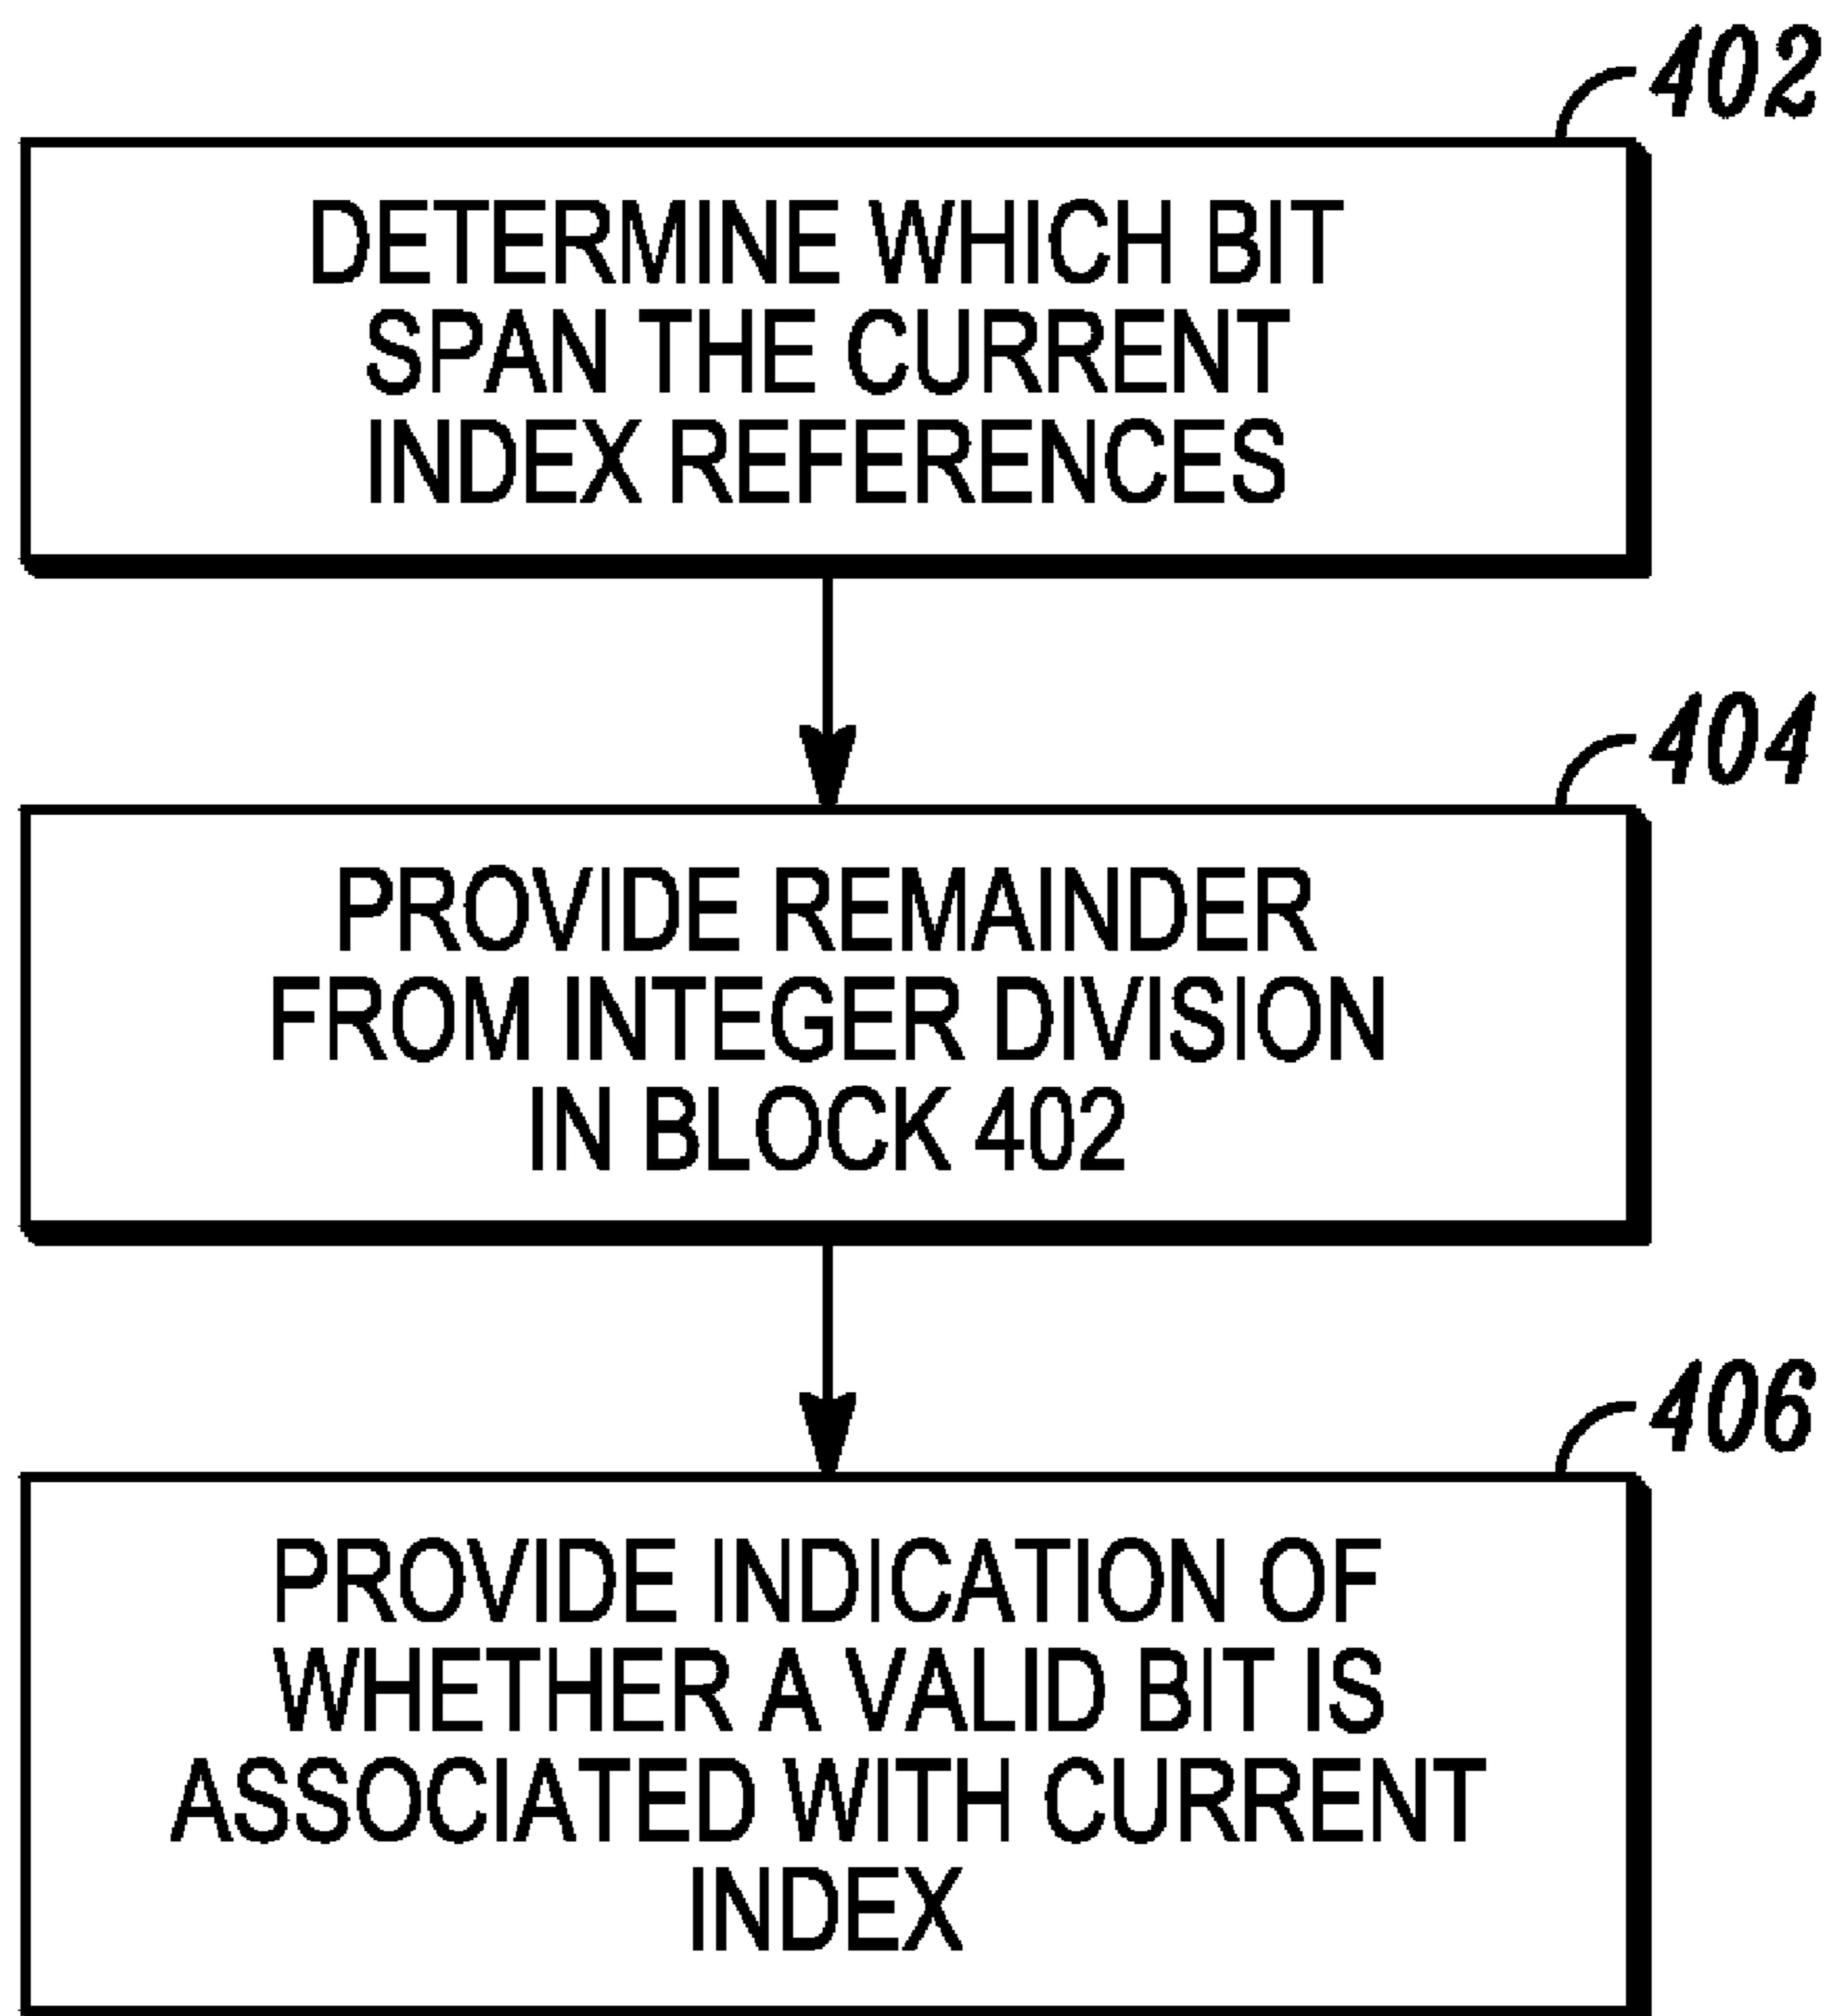 402
DETERMINE WHICH BIT
SPAN THE CURRENT
INDEX REFERENCES
404
PROVIDE REMAINDER
FROM INTEGER DIVISION
IN BLOCK 402
406
PROVIDE INDICATION OF
WHETHER A VALID BIT IS
ASSOCIATED WITH CURRENT
INDEX